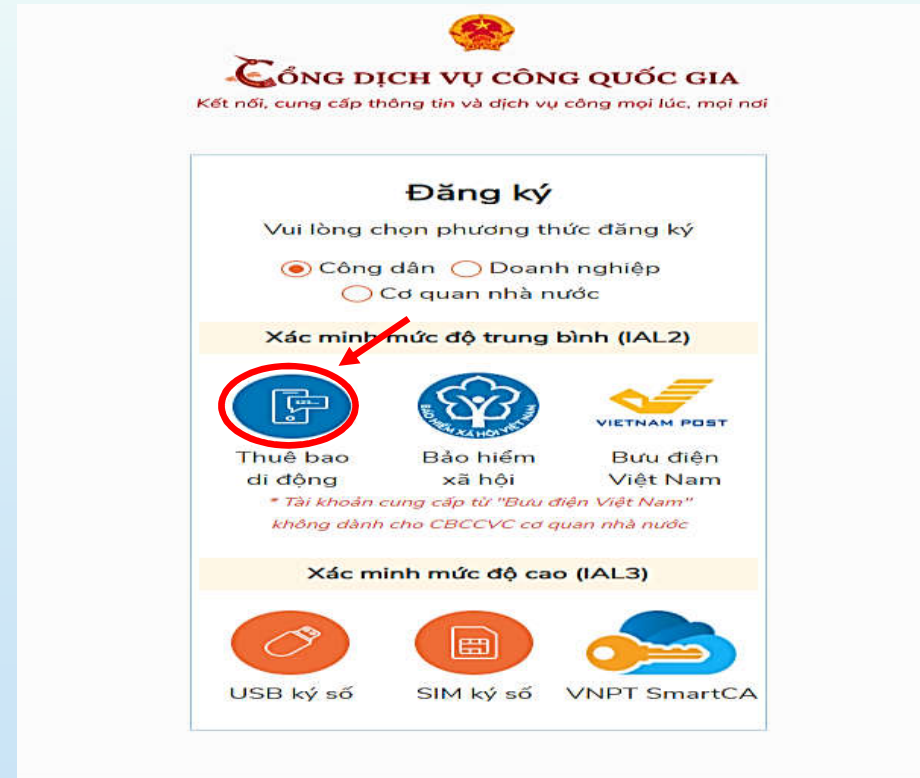 CỔNG DỊCH VỤ CÔNG QUỐC GIA
Kết nối, cung cấp thông tin và dịch vụ công mọi lúc, mọi nơi
Đăng ký
Vui lòng chọn phương thức đăng ký
Công dân Doanh nghiệp
Cơ quan nhà nước
Xác minh mức độ trung bình (IAL2)
BẢO HIỂM XÃ HỘI VIỆT NAM
VIETNAM POST
Thuê bao Bảo hiểm Bưu điện
di động xã hội Việt Nam
* Tài khoản cung cấp từ "Bưu điện Việt Nam"
không dành cho CBCCVC cơ quan nhà nước
Xác minh mức độ cao (IAL3)
USB ký số SIM ký số VNPT SmartCA